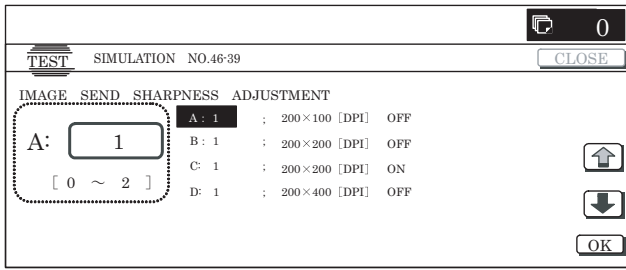 0
TEST SIMULATION NO.46-39 CLOSE
IMAGE SEND SHARPNESS ADJUSTMENT
A: 1
[ 0 ~ 2 ]
A : 1 ; 200×100 [DPI] OFF
B : 1 ; 200×200 [DPI] OFF
C: 1 ; 200×200 [DPI] ON
D: 1 ; 200×400 [DPI] OFF
OK